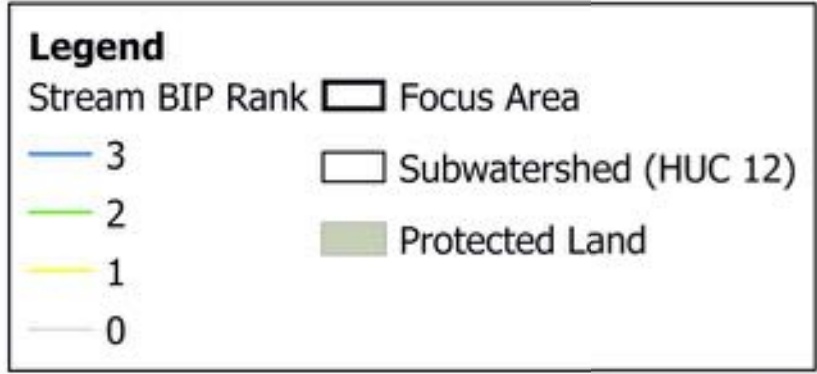 Legend
Stream BIP Rank
3
2
1
0
Focus Area
Subwatershed (HUC 12)
Protected Land